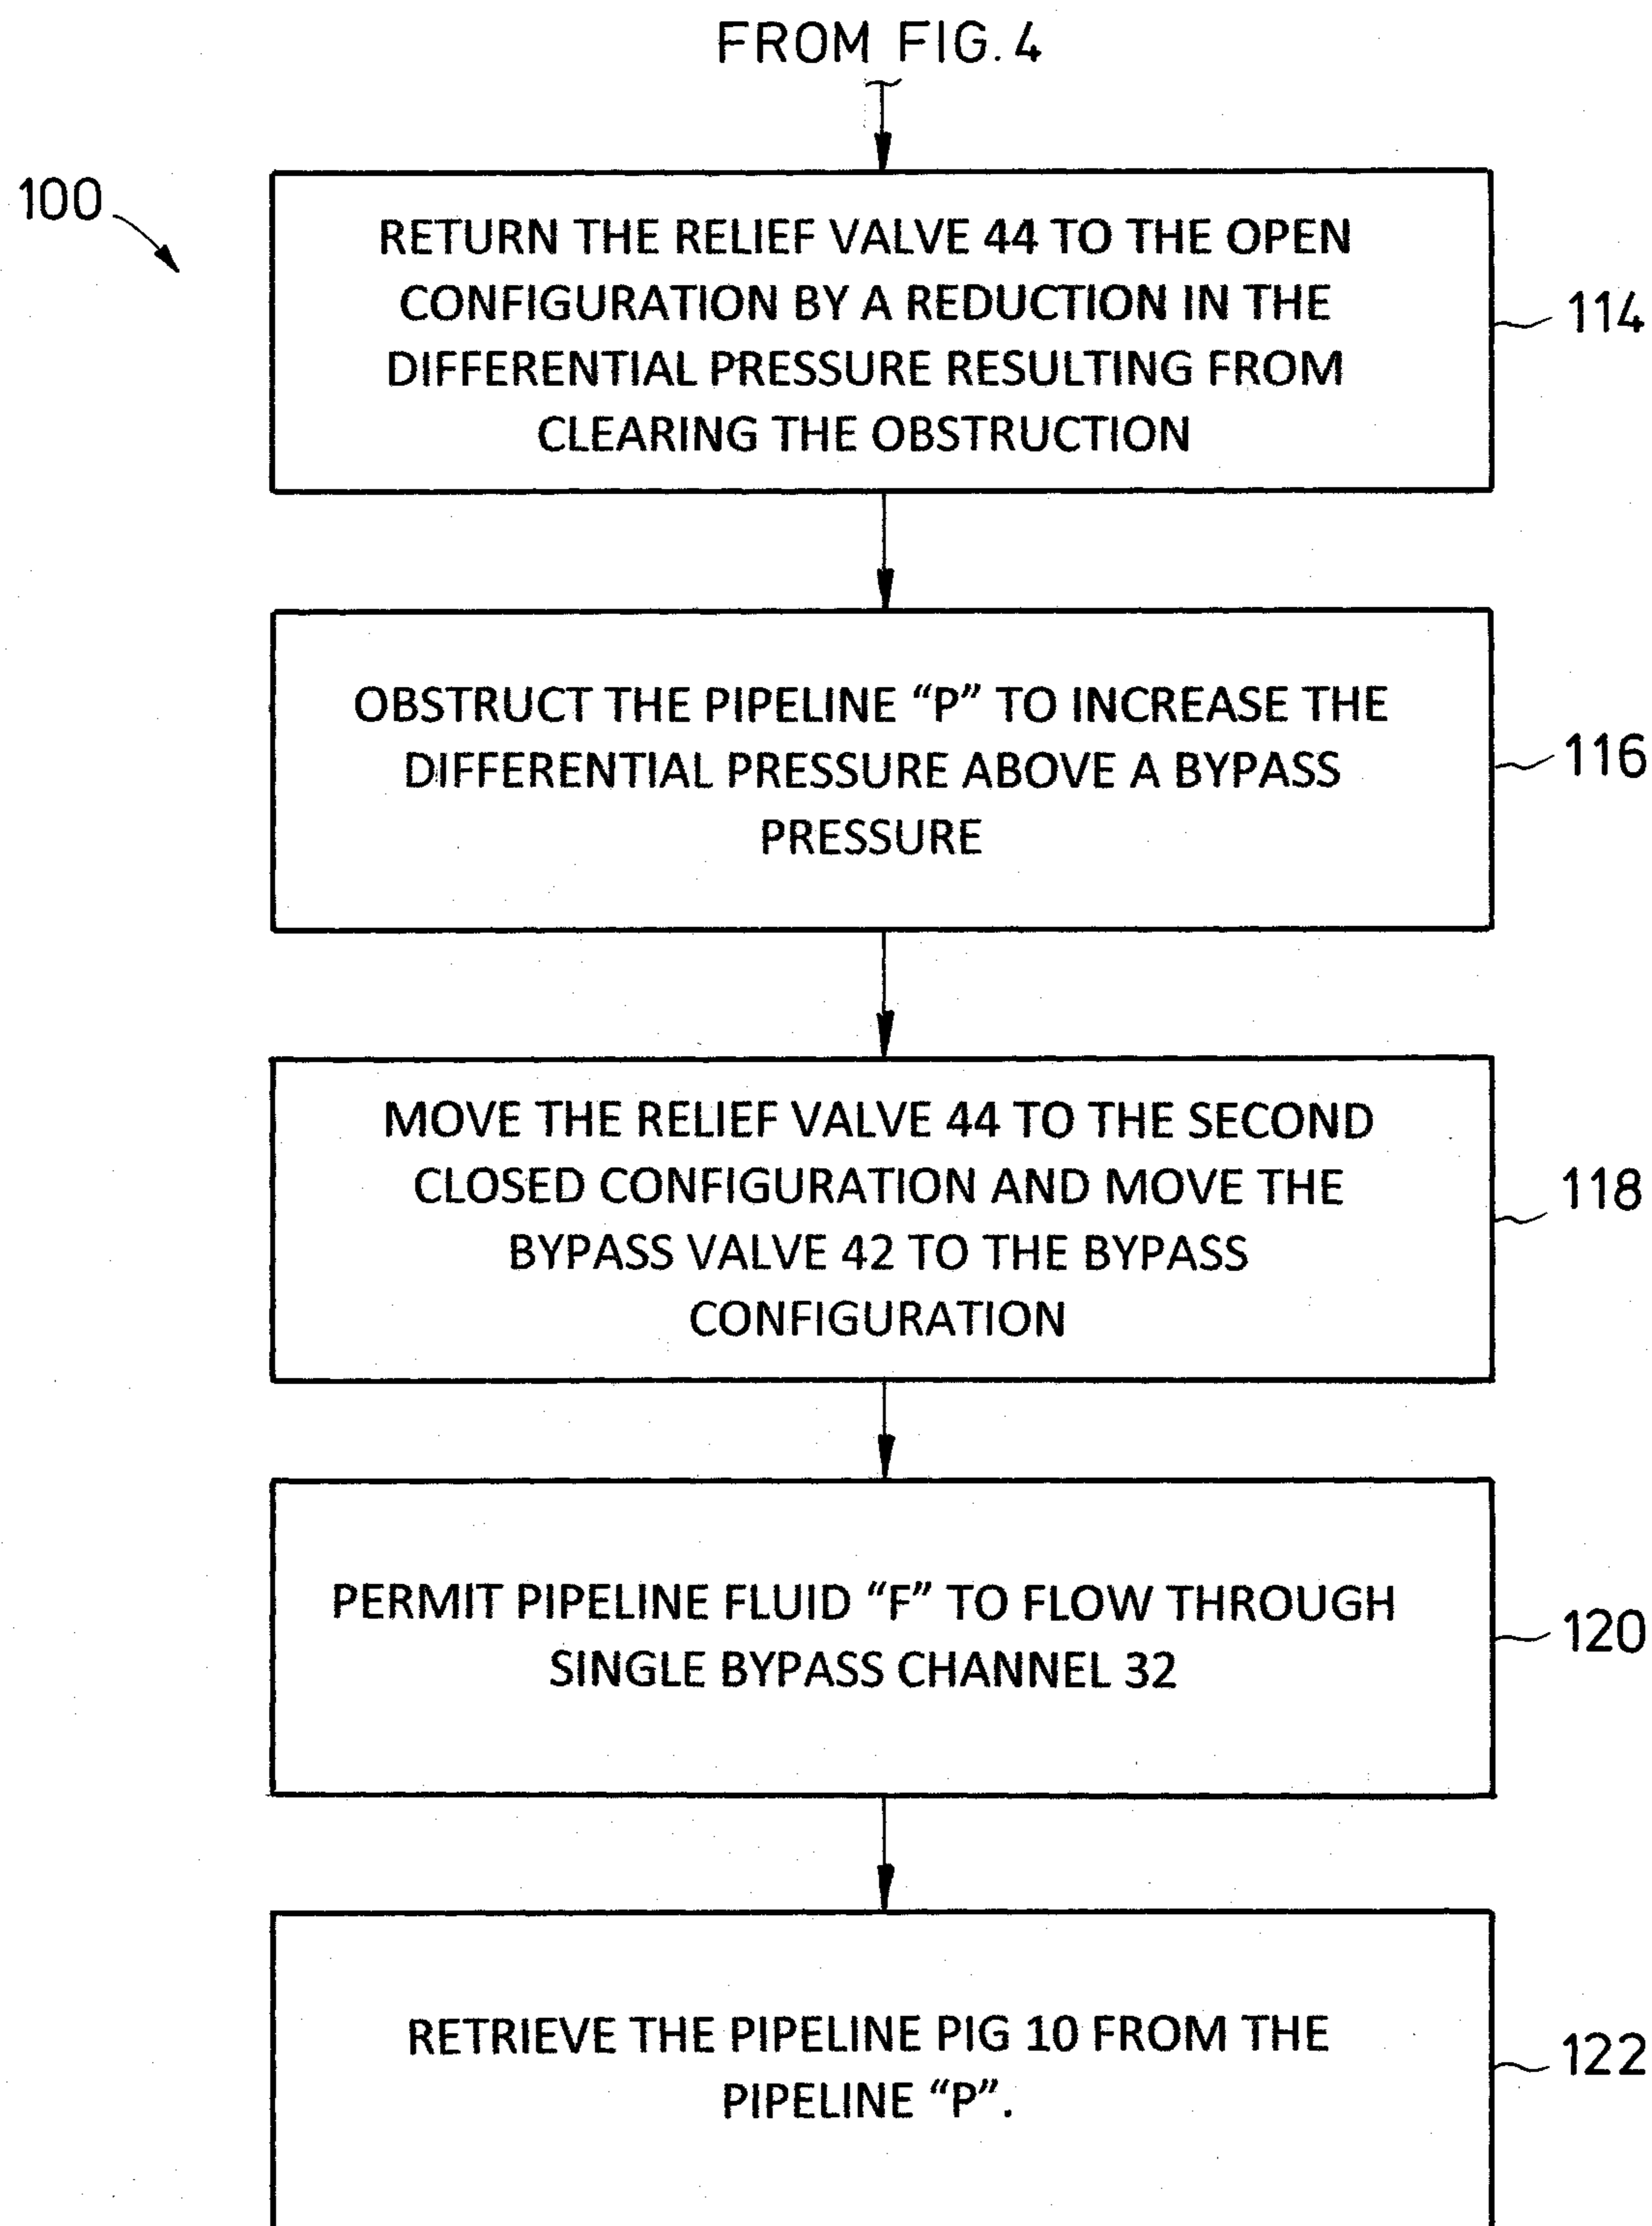 FROM FIG. 4
100
RETURN THE RELIEF VALVE 44 TO THE OPEN
CONFIGURATION BY A REDUCTION IN THE
DIFFERENTIAL PRESSURE RESULTING FROM
CLEARING THE OBSTRUCTION
114
OBSTRUCT THE PIPELINE “P” TO INCREASE THE
DIFFERENTIAL PRESSURE ABOVE A BYPASS
PRESSURE
116
MOVE THE RELIEF VALVE 44 TO THE SECOND
CLOSED CONFIGURATION AND MOVE THE
BYPASS VALVE 42 TO THE BYPASS
CONFIGURATION
118
PERMIT PIPELINE FLUID “F” TO FLOW THROUGH
SINGLE BYPASS CHANNEL 32
120
RETRIEVE THE PIPELINE PIG 10 FROM THE
PIPELINE “P”.
122